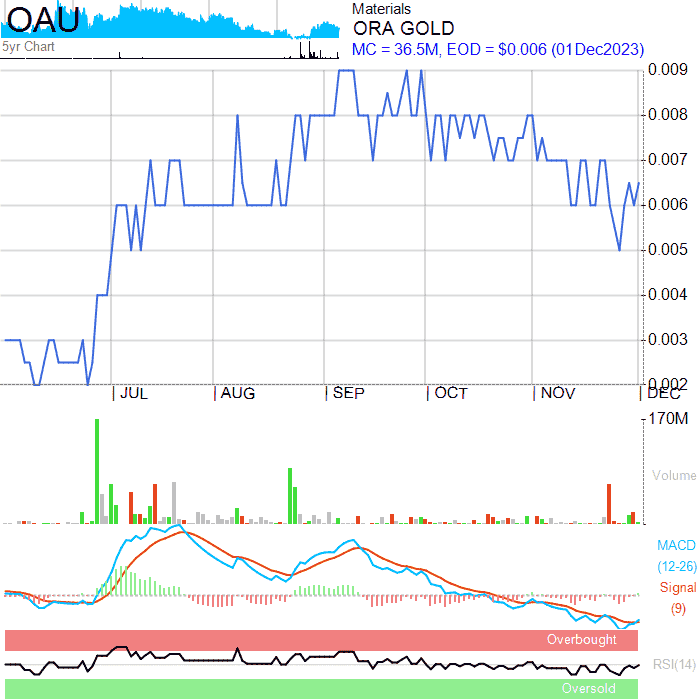 OAU
Materials
ORA GOLD
5yr Chart
MC = 36.5M, EOD = $0.006 (01Dec2023)
0.009
0.008
0.007
0.006
0.005
0.004
0.003
0.002
JUL AUG SEP OCT NOV DEC
170M
Volume
MACD
(12-26)
Signal
(9)
Overbought
RSI(14)
Oversold